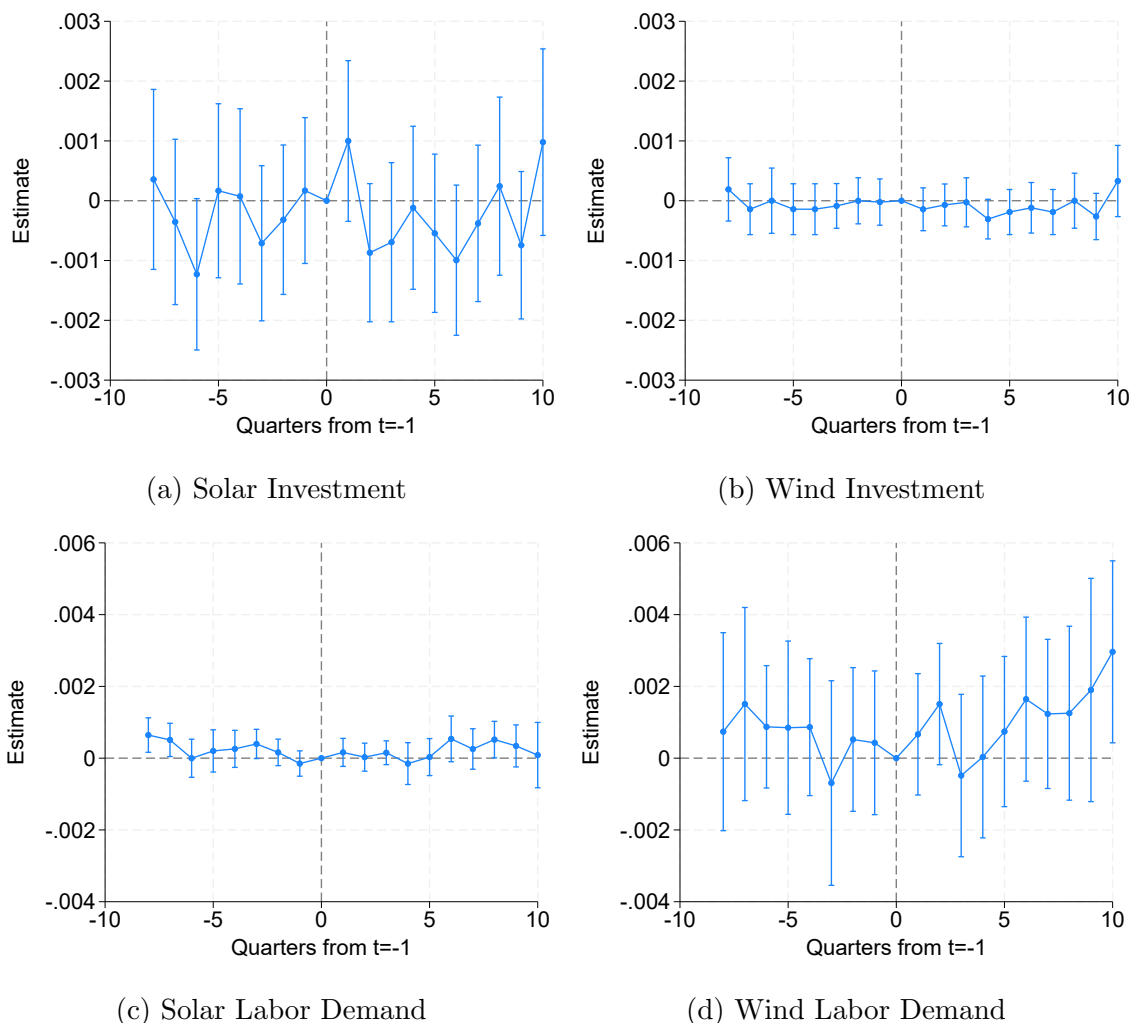 .003
.002
.001
0
-.001
-.002
-.003
Estimate
-10 -5 0 5 10
Quarters from t=-1
(a) Solar Investment
.003
.002
.001
0
-.001
-.002
-.003
Estimate
-10 -5 0 5 10
Quarters from t=-1
(b) Wind Investment
.006
.004
.002
0
-.002
-.004
Estimate
-10 -5 0 5 10
Quarters from t=-1
(c) Solar Labor Demand
.006
.004
.002
0
-.002
-.004
Estimate
-10 -5 0 5 10
Quarters from t=-1
(d) Wind Labor Demand